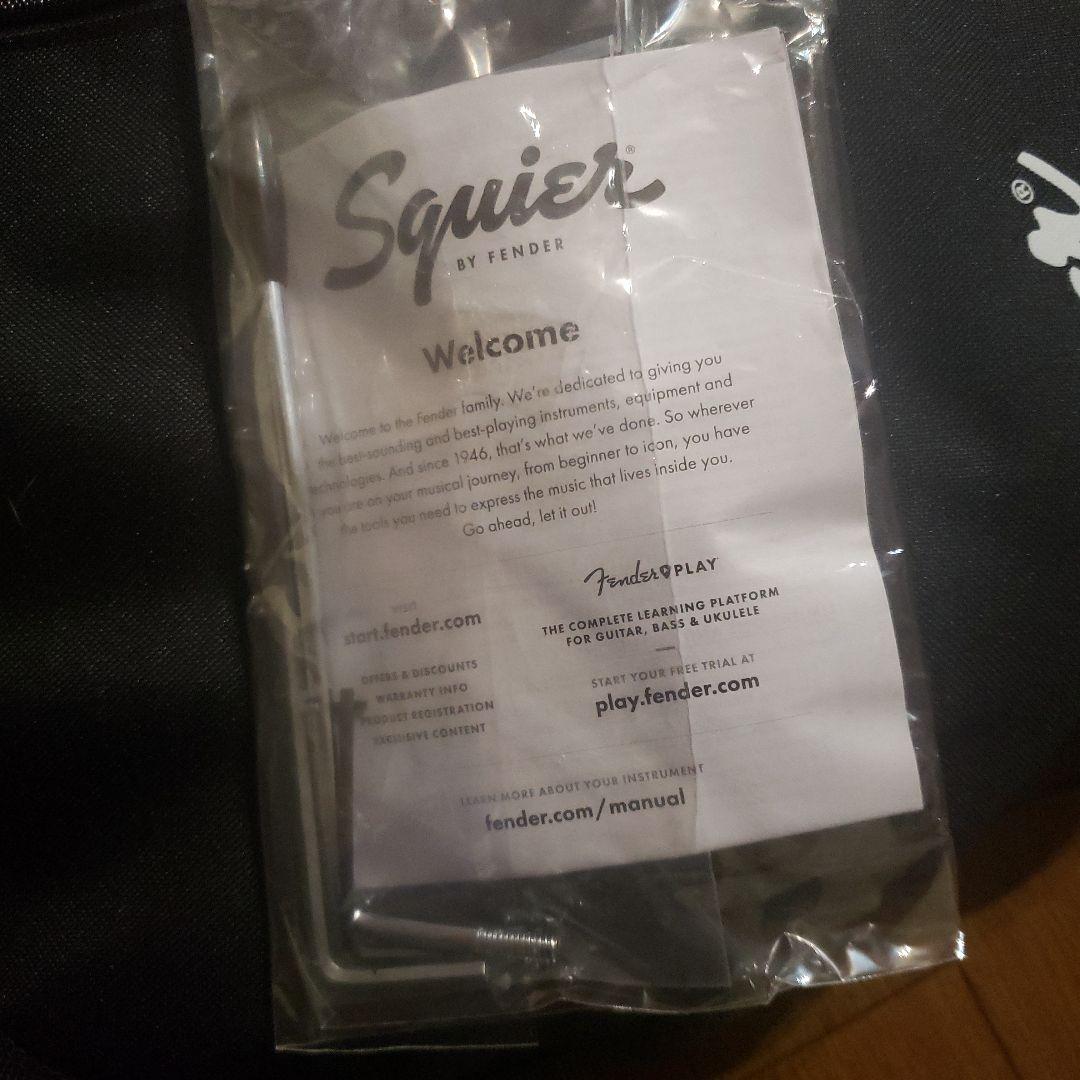 Squier®
BY FENDER
Welcome
Welcome to the Fender family. We're dedicated to giving you
the best-sounding and best-playing instruments, equipment and
technologies. And since 1946, that's what we've done. So wherever
you are on your musical journey, from beginner to icon, you have
the tools you need to express the music that lives inside you.
Go ahead, let it out!
visit
start.fender.com
OFFERS & DISCOUNTS
WARRANTY INFO
PRODUCT REGISTRATION
EXCLUSIVE CONTENT
Fender PLAY
THE COMPLETE LEARNING PLATFORM
FOR GUITAR, BASS & UKULELE
START YOUR FREE TRIAL AT
play.fender.com
LEARN MORE ABOUT YOUR INSTRUMENT
fender.com/manual
®